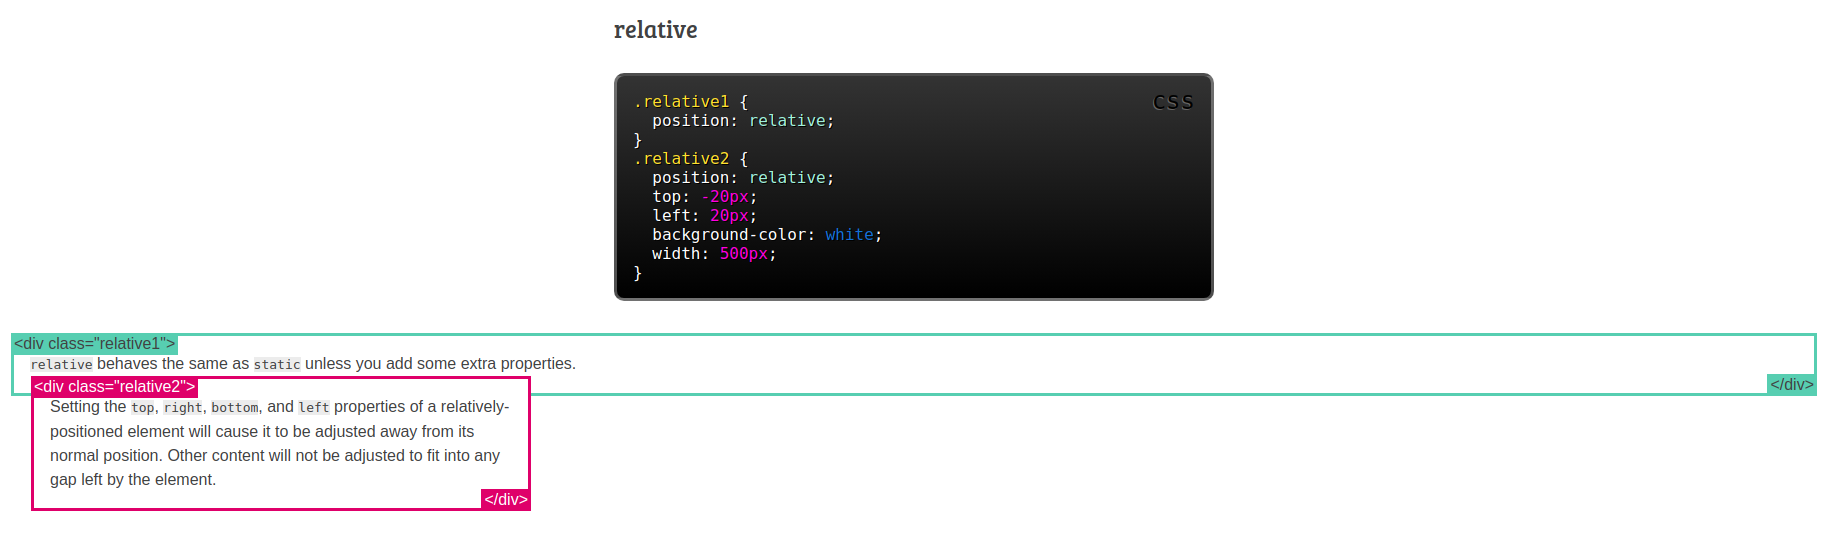 relative
CSS
.relative1 {
  position: relative;
}
.relative2 {
  position: relative;
  top: -20px;
  left: 20px;
  background-color: white;
  width: 500px;
}
<div class="relative1">
relative behaves the same as static unless you add some extra properties.
</div>
<div class="relative2">
Setting the top, right, bottom, and left properties of a relatively-
positioned element will cause it to be adjusted away from its
normal position. Other content will not be adjusted to fit into any
gap left by the element.
</div>